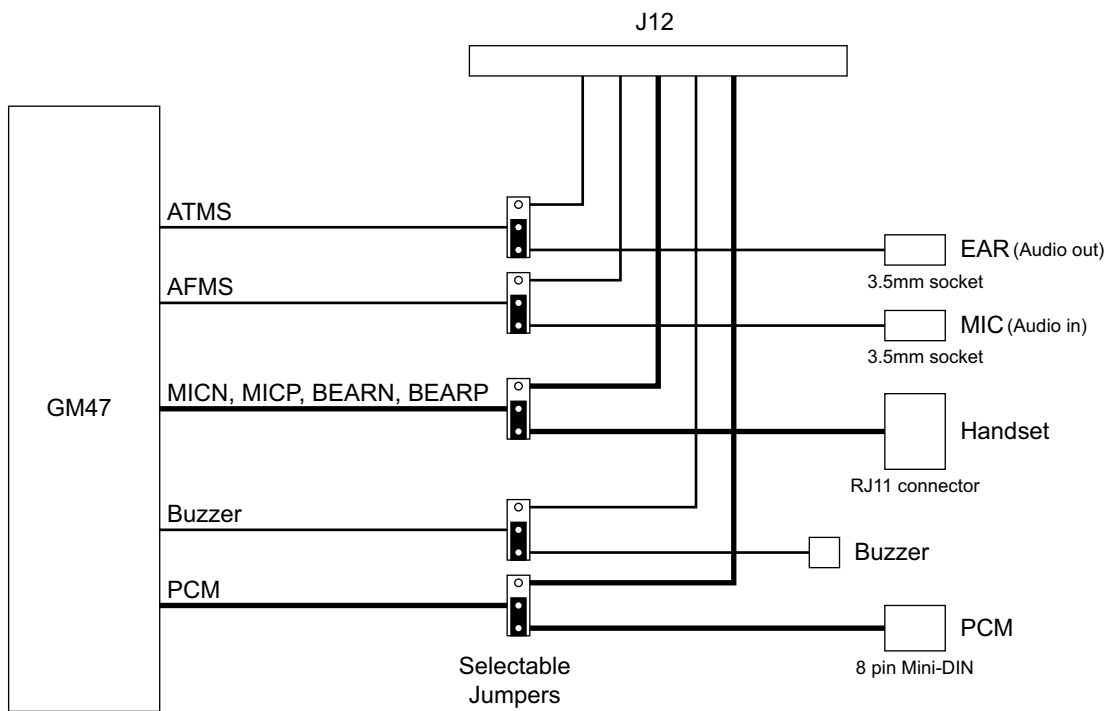 J12
ATMS
EAR (Audio out)
3.5mm socket
AFMS
MIC (Audio in)
3.5mm socket
GM47
MICN, MICP, BEARN, BEARP
Handset
RJ11 connector
Buzzer
Buzzer
PCM
PCM
8 pin Mini-DIN
Selectable
Jumpers